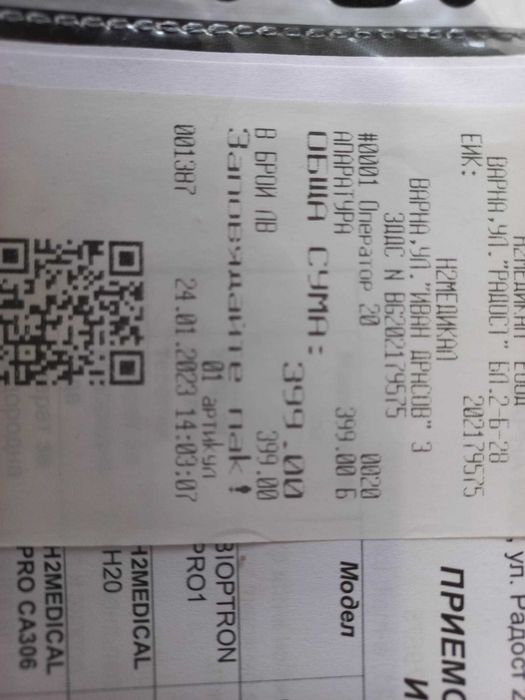 Н2МЕДИКАЛ ЕООД
ВАРНА,УЛ."РАДОСТ" БЛ.2-Б-28
ЕИК: 202179575
Н2МЕДИКАЛ
ВАРНА,УЛ."ИВАН ДРАСОВ" 3
ЗДДС N BG202179575
#0001 Оператор 20 0020
АПАРАТУРА 399.00 Б
ОБЩА СУМА: 399.00
В БРОЙ ЛВ 399.00
Заповядайте пак!
01 артикул
001387 24.01.2023 14:03:07
, ул. Радост
ПРИЕМ
И
Модел
BIOPTRON
PRO1
H2MEDICAL
H20
H2MEDICAL
PRO CA306